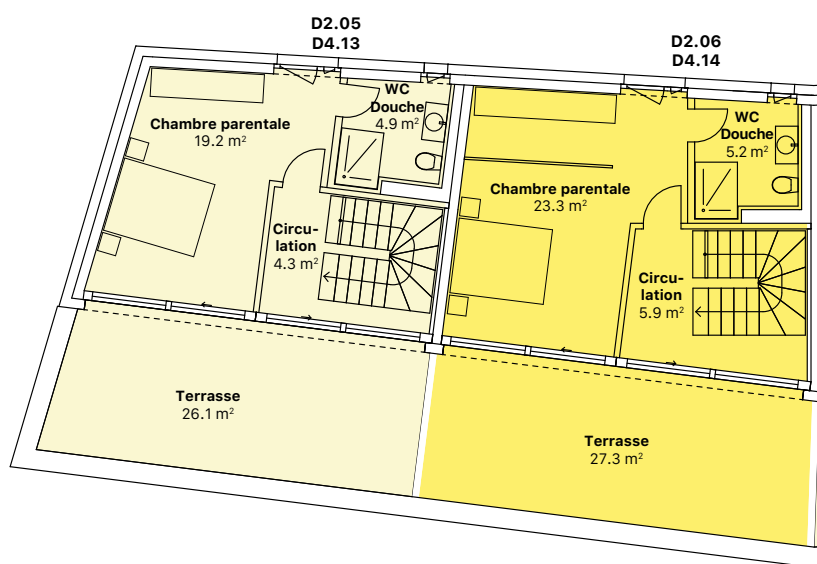 D2.05
D4.13
Chambre parentale
19.2 m²
WC
Douche
4.9 m²
Circu-
lation
4.3 m²
Terrasse
26.1 m²
D2.06
D4.14
Chambre parentale
23.3 m²
WC
Douche
5.2 m²
Circu-
lation
5.9 m²
Terrasse
27.3 m²